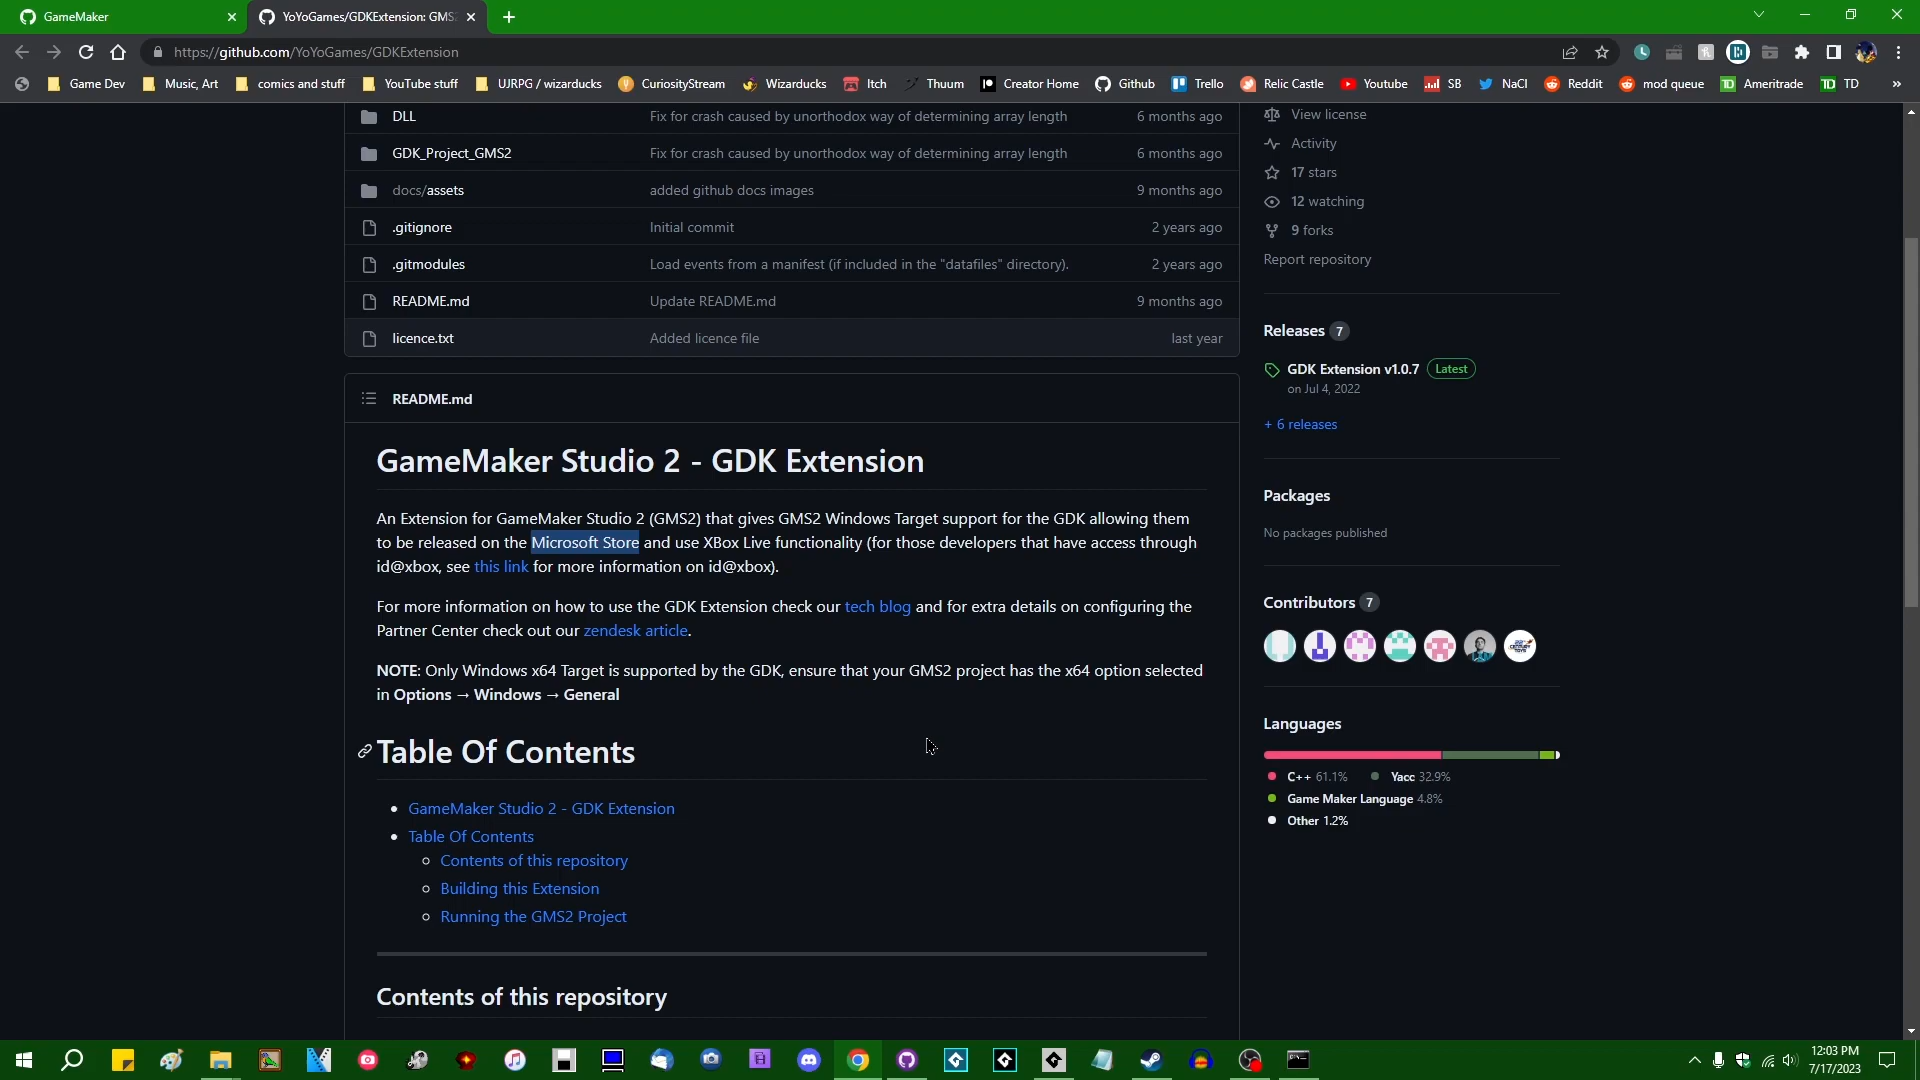 GameMaker
YoYoGames/GDKExtension: GMS
https://github.com/YoYoGames/GDKExtension
Game Dev
Music, Art
comics and stuff
YouTube stuff
UJRPG / wizarducks
CuriosityStream
Wizarducks
Itch
Thuum
Creator Home
Github
Trello
Relic Castle
Youtube
SB
NaCl
Reddit
mod queue
Ameritrade
TD
»
DLL Fix for crash caused by unorthodox way of determining array length 6 months ago
GDK_Project_GMS2 Fix for crash caused by unorthodox way of determining array length 6 months ago
docs/assets added github docs images 9 months ago
.gitignore Initial commit 2 years ago
.gitmodules Load events from a manifest (if included in the "datafiles" directory). 2 years ago
README.md Update README.md 9 months ago
licence.txt Added licence file last year
README.md
GameMaker Studio 2 - GDK Extension
An Extension for GameMaker Studio 2 (GMS2) that gives GMS2 Windows Target support for the GDK allowing them
to be released on the Microsoft Store and use XBox Live functionality (for those developers that have access through
id@xbox, see this link for more information on id@xbox).
For more information on how to use the GDK Extension check our tech blog and for extra details on configuring the
Partner Center check out our zendesk article.
NOTE: Only Windows x64 Target is supported by the GDK, ensure that your GMS2 project has the x64 option selected
in Options → Windows → General
Table Of Contents
• GameMaker Studio 2 - GDK Extension
• Table Of Contents
◦ Contents of this repository
◦ Building this Extension
◦ Running the GMS2 Project
Contents of this repository
View license
Activity
17 stars
12 watching
9 forks
Report repository
Releases 7
GDK Extension v1.0.7 Latest
on Jul 4, 2022
+ 6 releases
Packages
No packages published
Contributors 7
Languages
C++ 61.1% Yacc 32.9%
Game Maker Language 4.8%
Other 1.2%
12:03 PM
7/17/2023